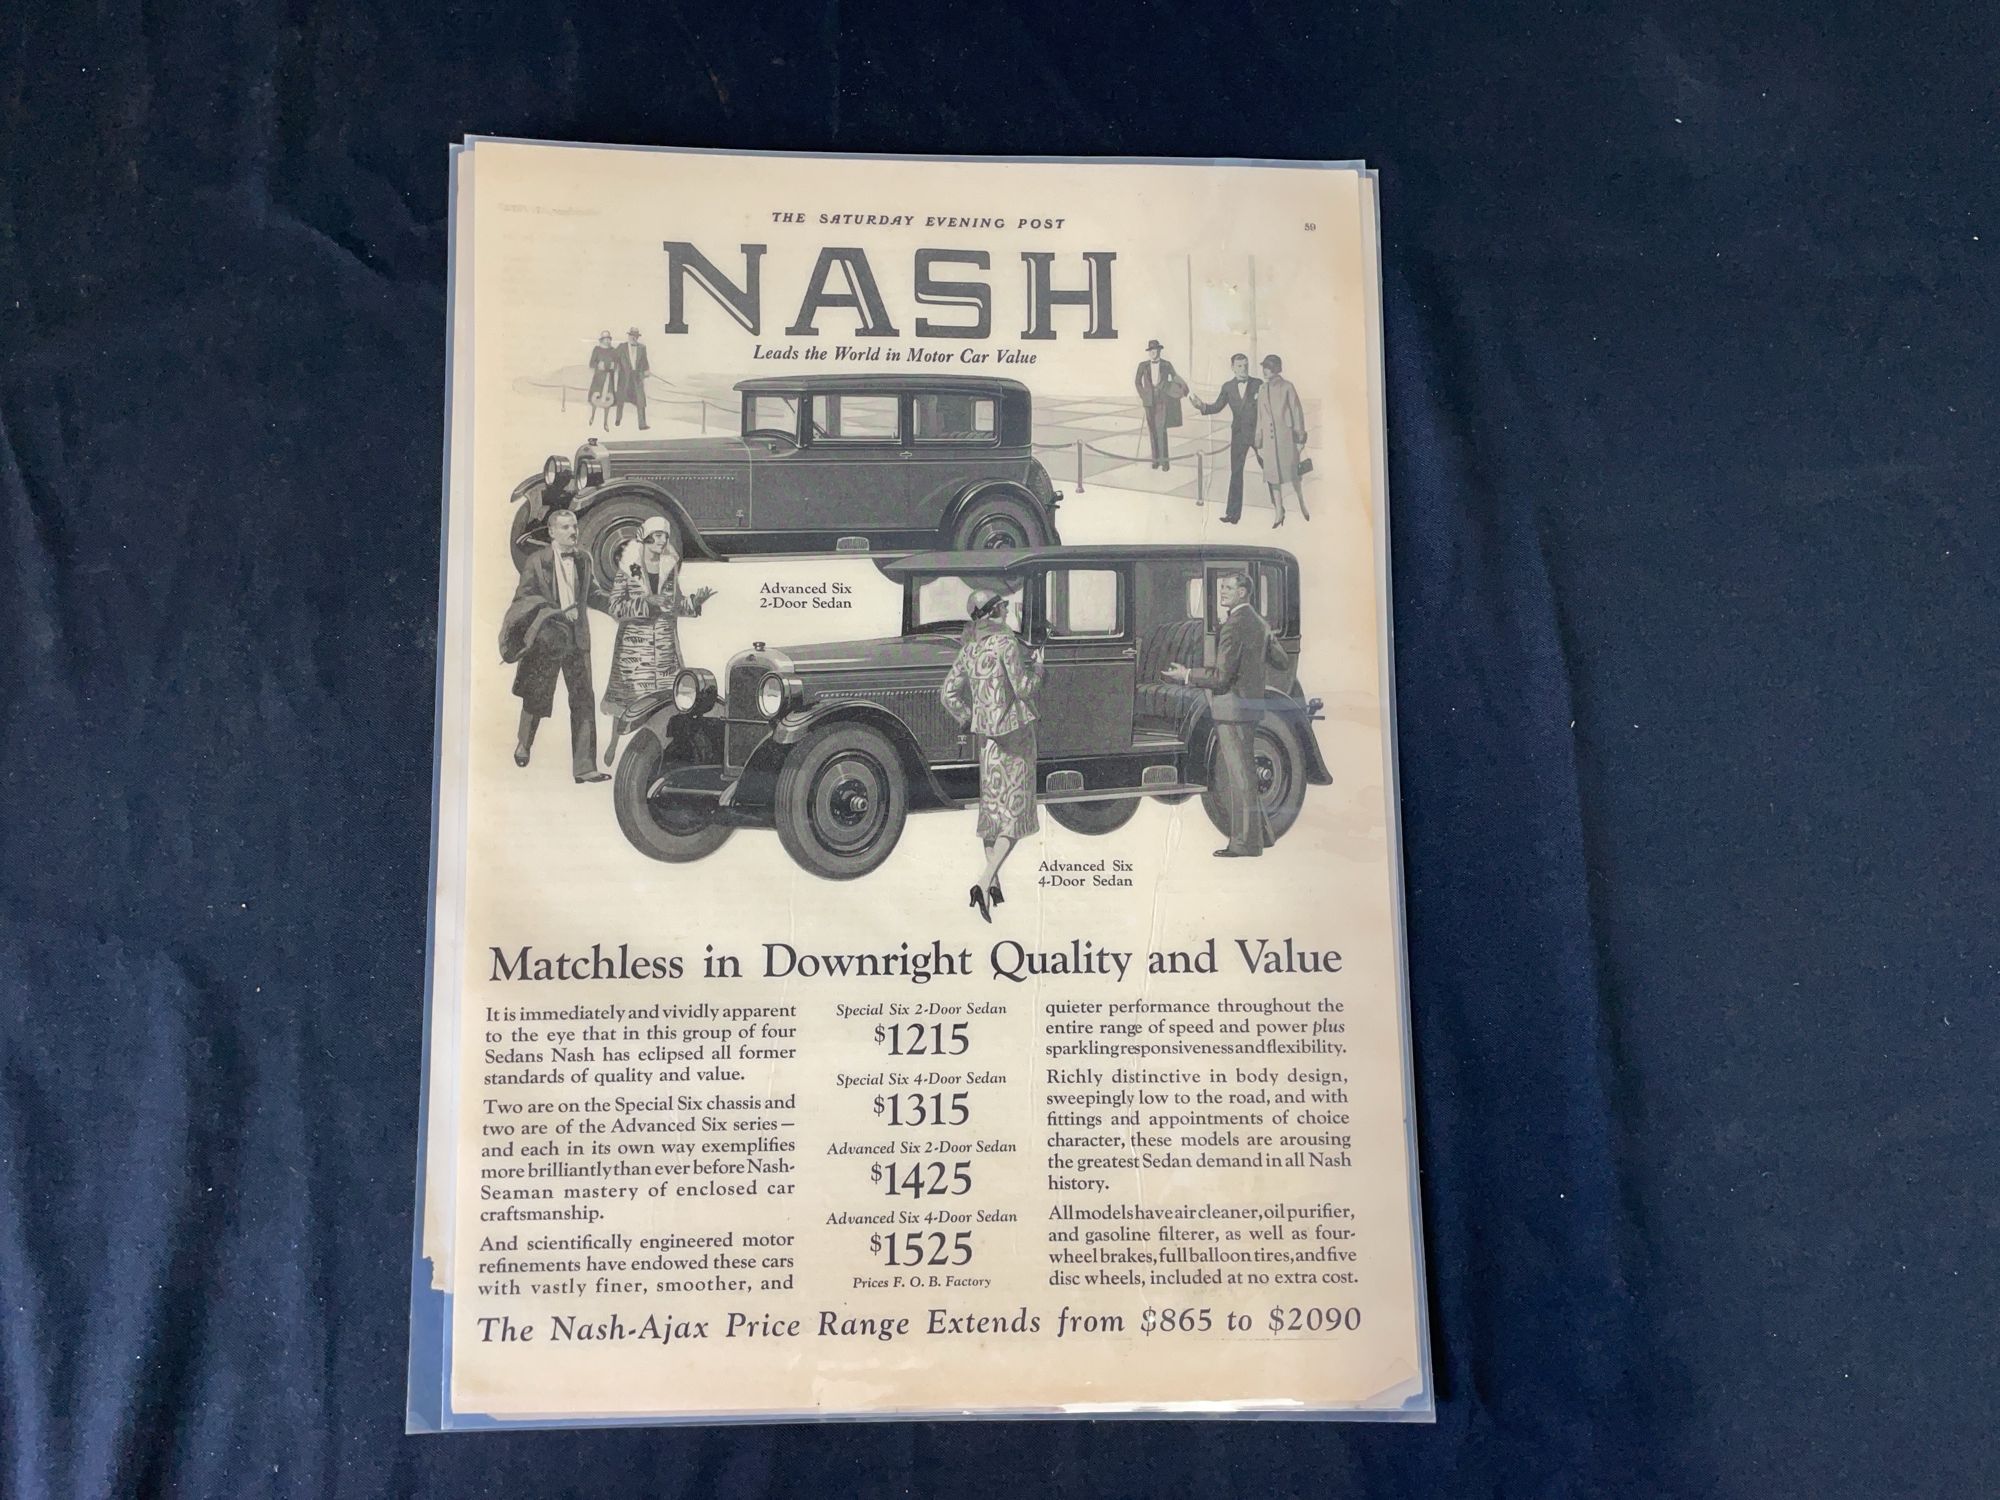 THE SATURDAY EVENING POST
59
NASH
Leads the World in Motor Car Value
Advanced Six
2-Door Sedan
Advanced Six
4-Door Sedan
Matchless in Downright Quality and Value
It is immediately and vividly apparent
to the eye that in this group of four
Sedans Nash has eclipsed all former
standards of quality and value.
Two are on the Special Six chassis and
two are of the Advanced Six series—
and each in its own way exemplifies
more brilliantly than ever before Nash-
Seaman mastery of enclosed car
craftsmanship.
And scientifically engineered motor
refinements have endowed these cars
with vastly finer, smoother, and
Special Six 2-Door Sedan
$1215
Special Six 4-Door Sedan
$1315
Advanced Six 2-Door Sedan
$1425
Advanced Six 4-Door Sedan
$1525
Prices F. O. B. Factory
quieter performance throughout the
entire range of speed and power plus
sparkling responsiveness and flexibility.
Richly distinctive in body design,
sweepingly low to the road, and with
fittings and appointments of choice
character, these models are arousing
the greatest Sedan demand in all Nash
history.
All models have air cleaner, oil purifier,
and gasoline filterer, as well as four-
wheel brakes, full balloon tires, and five
disc wheels, included at no extra cost.
The Nash-Ajax Price Range Extends from $865 to $2090